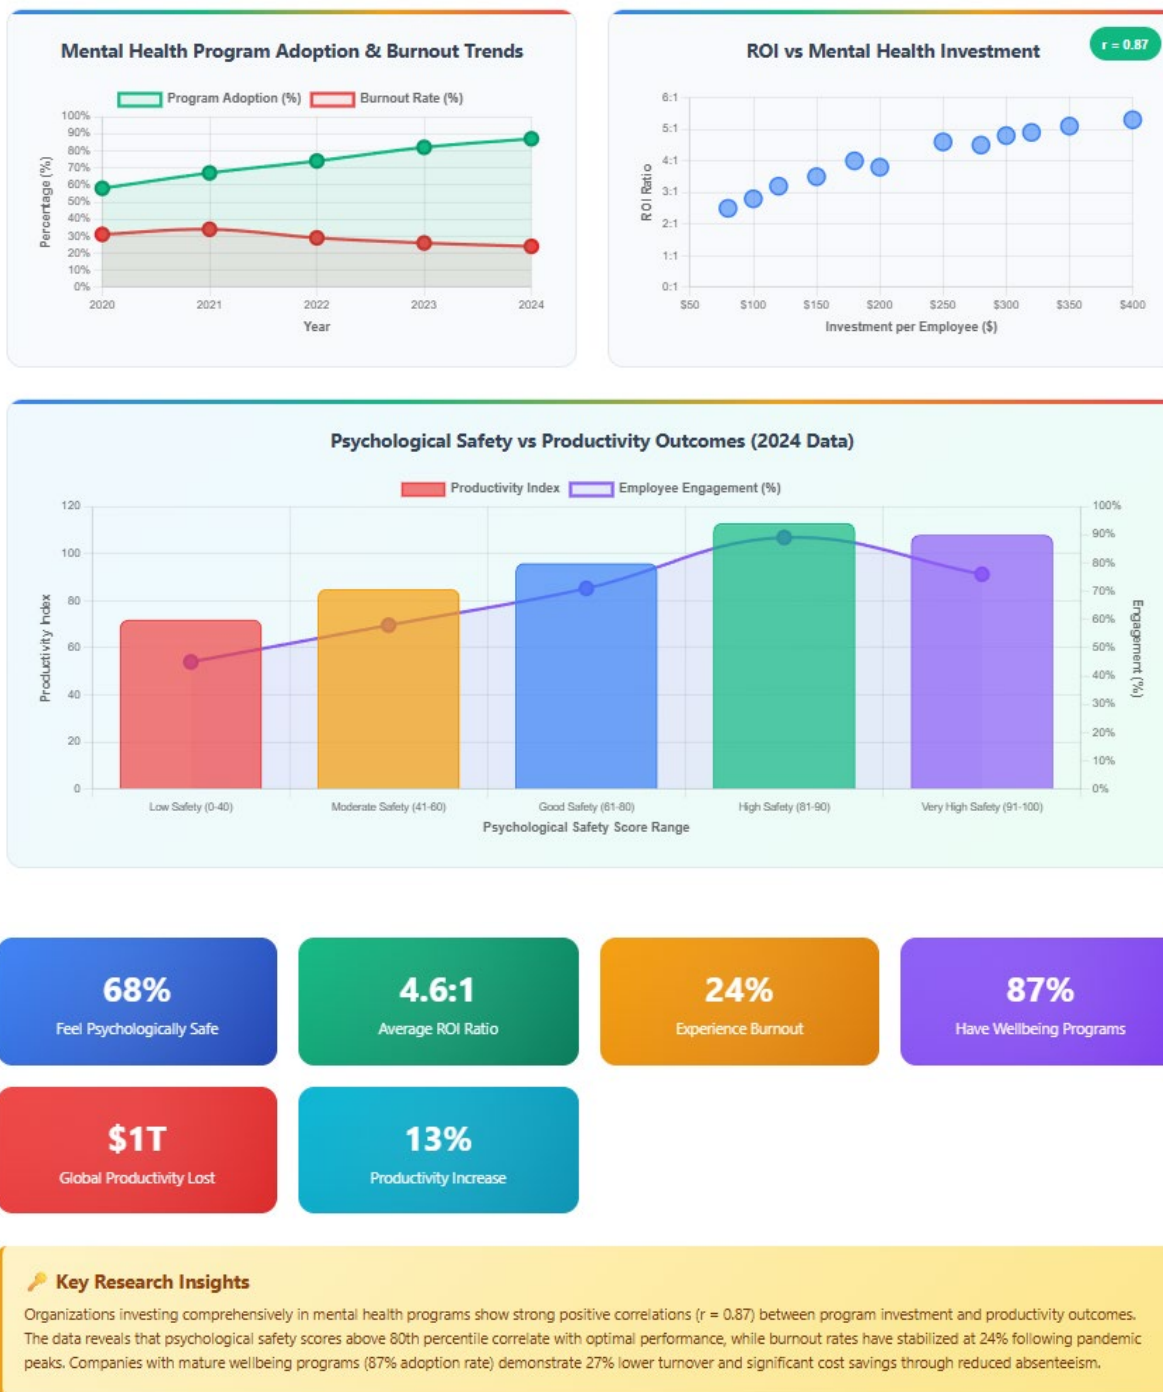 Mental Health Program Adoption & Burnout Trends
Program Adoption (%)
Burnout Rate (%)
100%
90%
80%
70%
60%
50%
40%
30%
20%
10%
0%
Percentage (%)
2020
2021
2022
2023
2024
Year
ROI vs Mental Health Investment
r = 0.87
6:1
5:1
4:1
3:1
2:1
1:1
0:1
ROI Ratio
$50
$100
$150
$200
$250
$300
$350
$400
Investment per Employee ($)
Psychological Safety vs Productivity Outcomes (2024 Data)
Productivity Index
Employee Engagement (%)
120
100
80
60
40
20
0
Productivity Index
100%
90%
80%
70%
60%
50%
40%
30%
20%
10%
0%
Engagement (%)
Low Safety (0-40)
Moderate Safety (41-60)
Good Safety (61-80)
High Safety (81-90)
Very High Safety (91-100)
Psychological Safety Score Range
68%
Feel Psychologically Safe
4.6:1
Average ROI Ratio
24%
Experience Burnout
87%
Have Wellbeing Programs
$1T
Global Productivity Lost
13%
Productivity Increase
🔑 Key Research Insights
Organizations investing comprehensively in mental health programs show strong positive correlations (r = 0.87) between program investment and productivity outcomes.
The data reveals that psychological safety scores above 80th percentile correlate with optimal performance, while burnout rates have stabilized at 24% following pandemic
peaks. Companies with mature wellbeing programs (87% adoption rate) demonstrate 27% lower turnover and significant cost savings through reduced absenteeism.